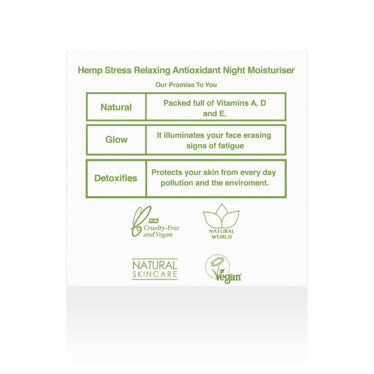 Hemp Stress Relaxing Antioxidant Night Moisturiser
Our Promise To You
Natural
Packed full of Vitamins A, D
and E.
Glow
It illuminates your face erasing
signs of fatigue
Detoxifies
Protects your skin from every day
pollution and the enviroment.
PETA
Cruelty-Free
and Vegan
NATURAL
WORLD
NATURAL
SKINCARE
Vegan